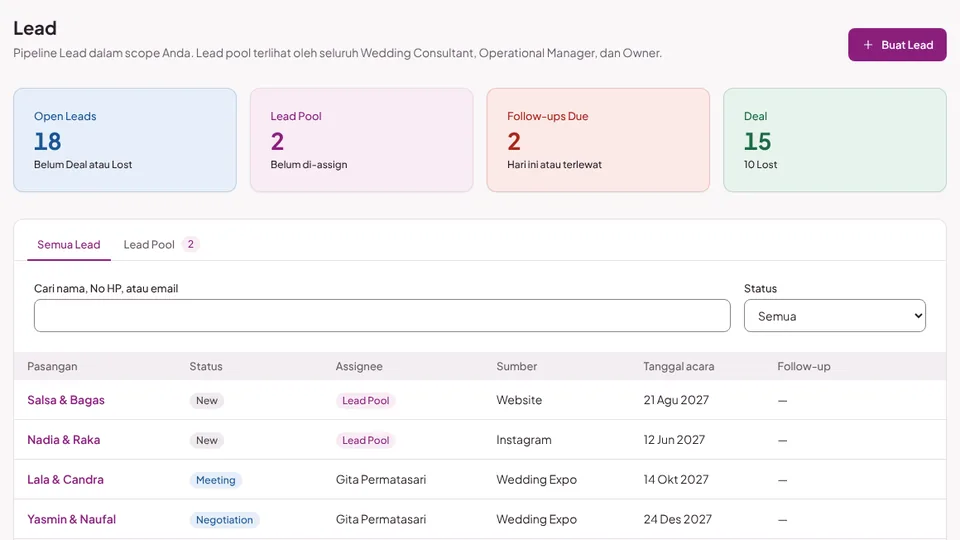 Lead
Pipeline Lead dalam scope Anda. Lead pool terlihat oleh seluruh Wedding Consultant, Operational Manager, dan Owner.
+ Buat Lead
Open Leads
18
Belum Deal atau Lost
Lead Pool
2
Belum di-assign
Follow-ups Due
2
Hari ini atau terlewat
Deal
15
10 Lost
Semua Lead Lead Pool 2
Cari nama, No HP, atau email
Status
Semua
Pasangan Status Assignee Sumber Tanggal acara Follow-up
Salsa & Bagas New Lead Pool Website 21 Agu 2027 —
Nadia & Raka New Lead Pool Instagram 12 Jun 2027 —
Lala & Candra Meeting Gita Permatasari Wedding Expo 14 Okt 2027 —
Yasmin & Naufal Negotiation Gita Permatasari Wedding Expo 24 Des 2027 —